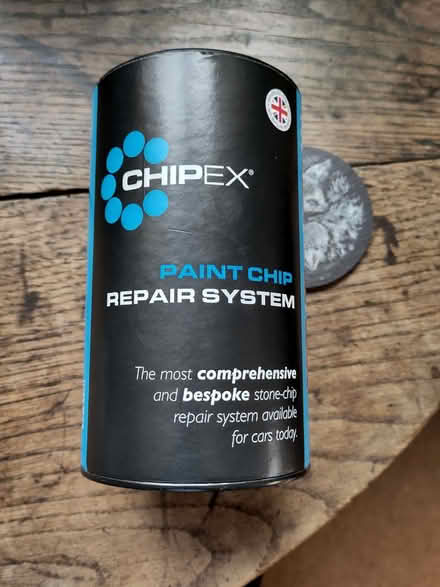 CHIPEX®
PAINT CHIP
REPAIR SYSTEM
The most comprehensive
and bespoke stone-chip
repair system available
for cars today.